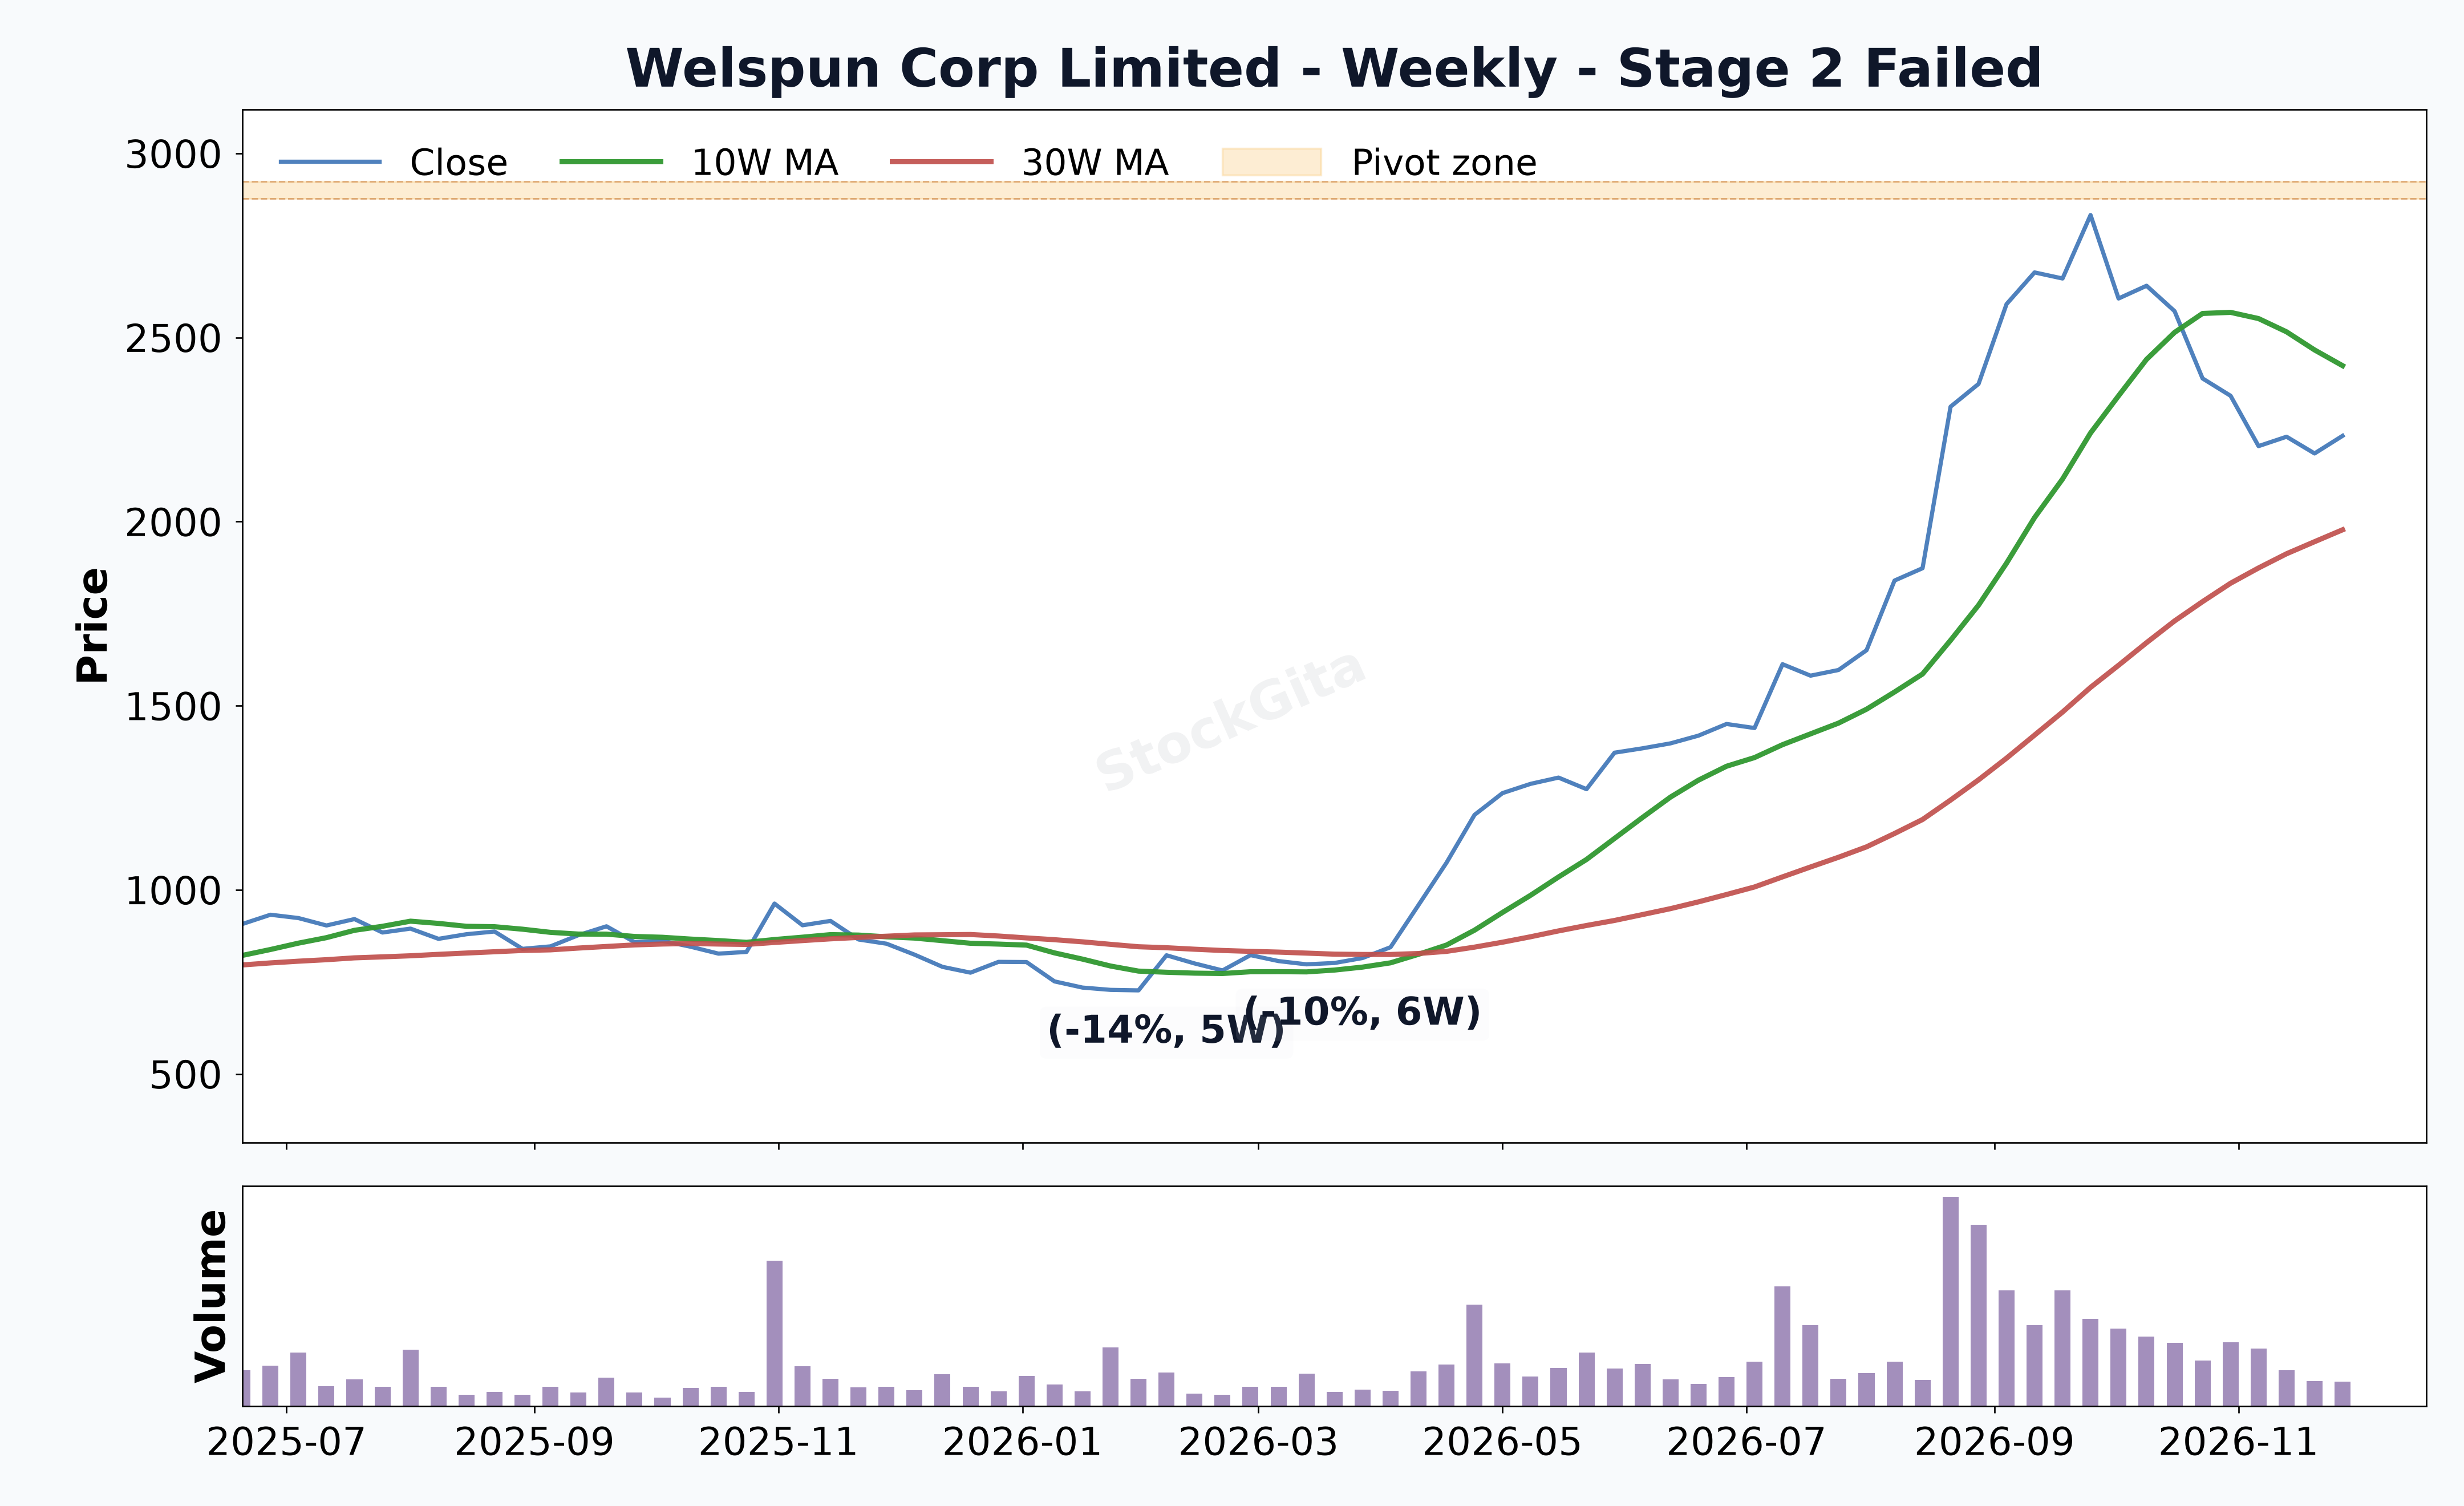 Welspun Corp Limited - Weekly - Stage 2 Failed
Close 10W MA 30W MA Pivot zone
Price
3000
2500
2000
1500
1000
500
StockGita
(-14%, 5W)
(-10%, 6W)
Volume
2025-07 2025-09 2025-11 2026-01 2026-03 2026-05 2026-07 2026-09 2026-11